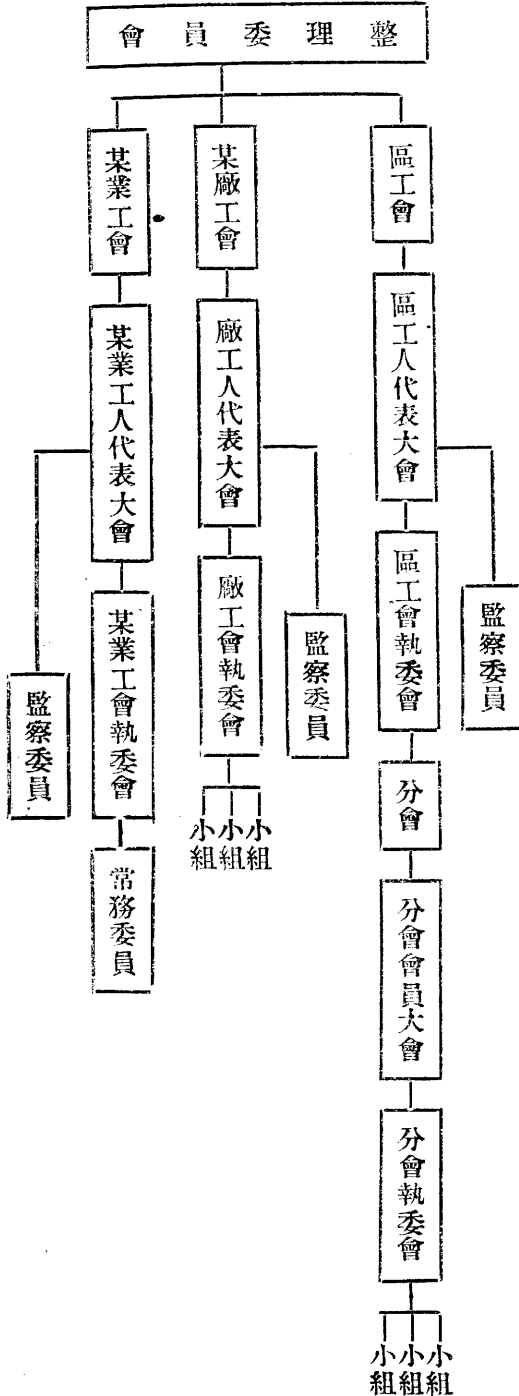 整理委員會
區工會
區工人代表大會
監察委員
區工會執委會
分會
分會會員大會
分會執委會
小組
小組
小組
某廠工會
廠工人代表大會
監察委員
廠工會執委會
小組
小組
小組
某業工會
某業工人代表大會
監察委員
某業工會執委會
常務委員